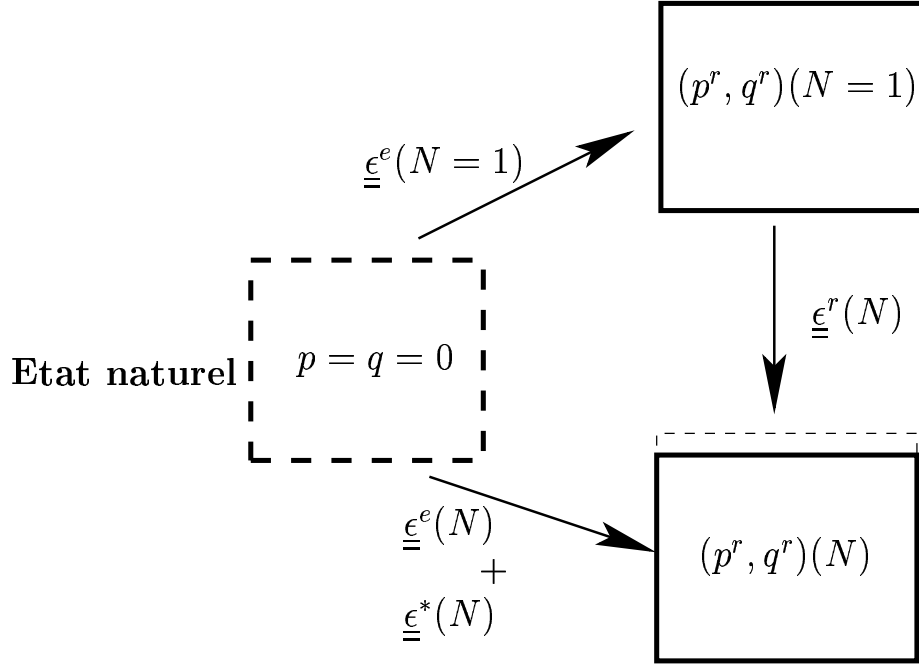 (p^r, q^r)(N = 1)
ϵ̳^e(N = 1)
ϵ̳^r(N)
Etat naturel
p = q = 0
ϵ̳^e(N)
+
ϵ̳^*(N)
(p^r, q^r)(N)